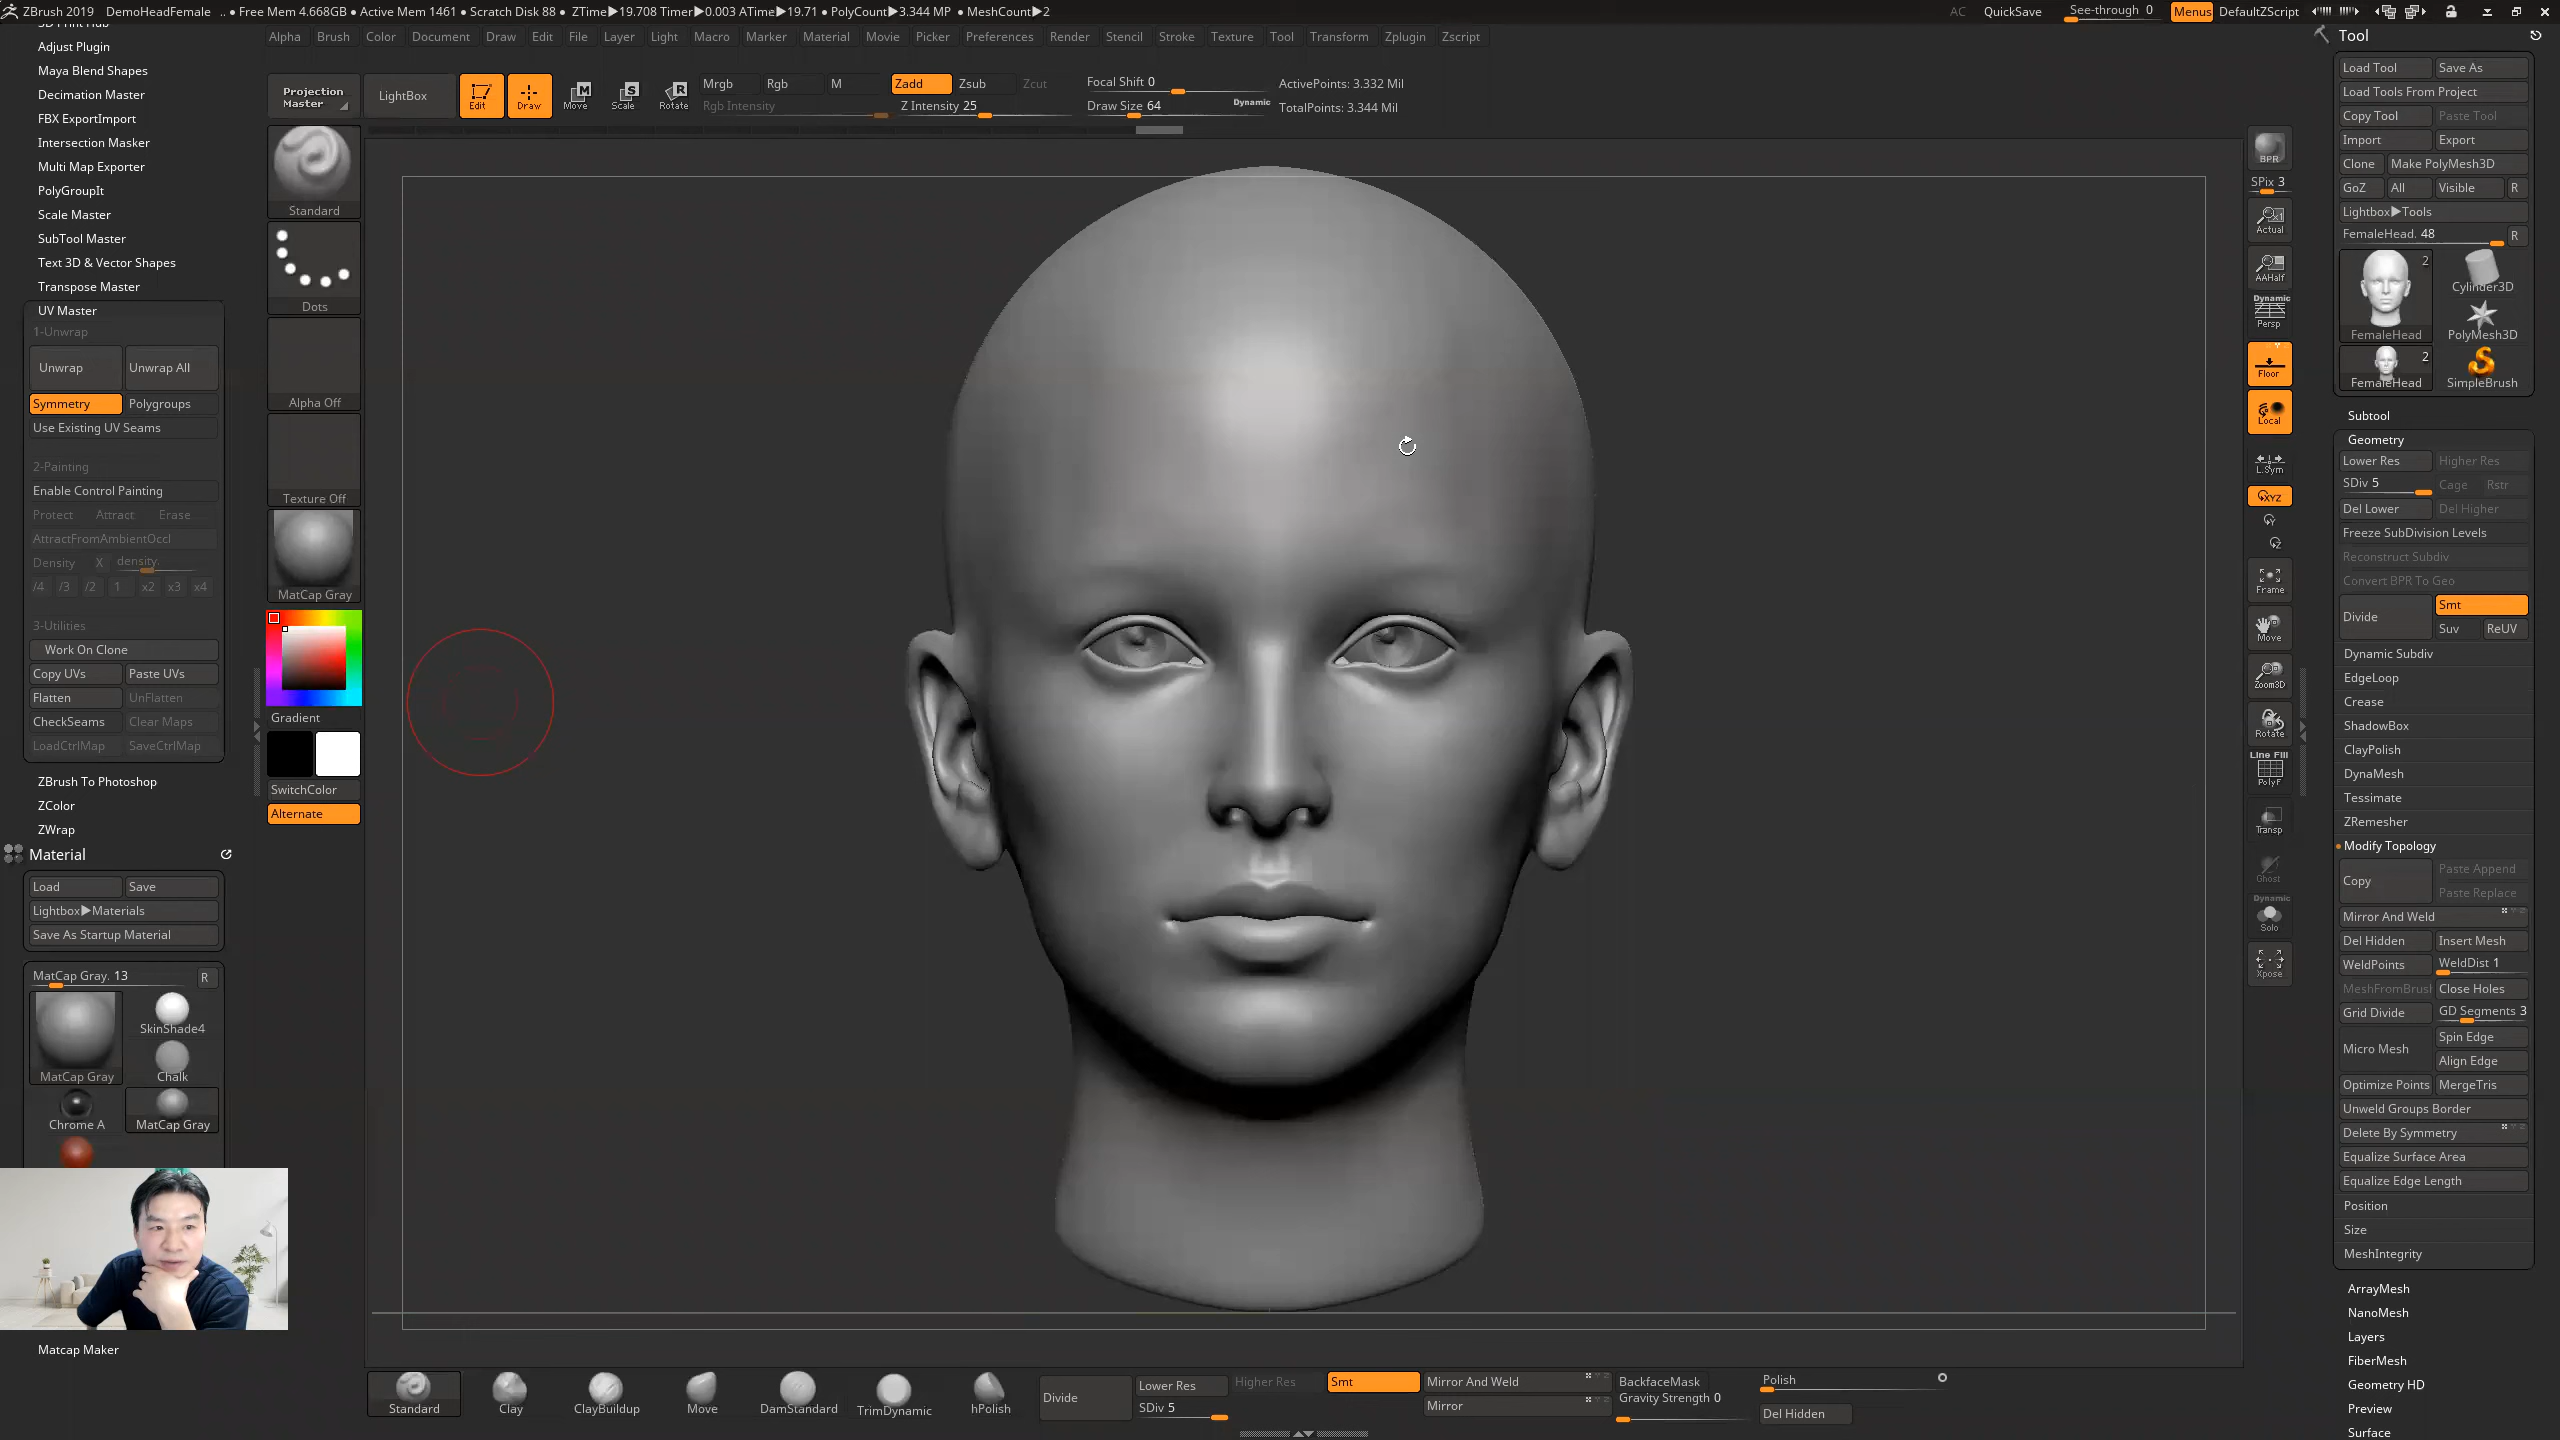 ZBrush 2019 DemoHeadFemale .. • Free Mem 4.668GB • Active Mem 1461 • Scratch Disk 88 • ZTime▶19.708 Timer▶0.003 ATime▶19.71 • PolyCount▶3.344 MP • MeshCount▶2
AC QuickSave See-through 0 Menus DefaultZScript
Alpha Brush Color Document Draw Edit File Layer Light Macro Marker Material Movie Picker Preferences Render Stencil Stroke Texture Tool Transform Zplugin Zscript
Adjust Plugin
Maya Blend Shapes
Decimation Master
FBX ExportImport
Intersection Masker
Multi Map Exporter
PolyGroupIt
Scale Master
SubTool Master
Text 3D & Vector Shapes
Transpose Master
UV Master
1-Unwrap
Unwrap Unwrap All
Symmetry Polygroups
Use Existing UV Seams
2-Painting
Enable Control Painting
Protect Attract Erase
AttractFromAmbientOccl
Density X density.
/4 /3 /2 1 x2 x3 x4
3-Utilities
Work On Clone
Copy UVs Paste UVs
Flatten UnFlatten
CheckSeams Clear Maps
LoadCtrlMap SaveCtrlMap
ZBrush To Photoshop
ZColor
ZWrap
Material
Load Save
Lightbox▶Materials
Save As Startup Material
MatCap Gray. 13 R
SkinShade4
Chalk
MatCap Gray
Chrome A MatCap Gray
Matcap Maker
Projection
Master
LightBox
Edit Draw Move Scale Rotate
M S R
Mrgb Rgb M
Rgb Intensity
Zadd Zsub Zcut
Z Intensity 25
Focal Shift 0
Draw Size 64
Dynamic
ActivePoints: 3.332 Mil
TotalPoints: 3.344 Mil
Standard
Dots
Alpha Off
Texture Off
MatCap Gray
Gradient
SwitchColor
Alternate
BPR
SPix 3
Actual
AAHalf
Dynamic
Persp
Floor
Local
L.Sym
XYZ
Y
Z
Frame
Move
Zoom3D
Rotate
Line Fill
PolyF
Transp
Ghost
Dynamic
Solo
Xpose
Tool
Load Tool Save As
Load Tools From Project
Copy Tool Paste Tool
Import Export
Clone Make PolyMesh3D
GoZ All Visible R
Lightbox▶Tools
FemaleHead. 48 R
2
Cylinder3D
FemaleHead PolyMesh3D
2
FemaleHead SimpleBrush
Subtool
Geometry
Lower Res Higher Res
SDiv 5 Cage Rstr
Del Lower Del Higher
Freeze SubDivision Levels
Reconstruct Subdiv
Convert BPR To Geo
Divide Smt
Suv ReUV
Dynamic Subdiv
EdgeLoop
Crease
ShadowBox
ClayPolish
DynaMesh
Tessimate
ZRemesher
Modify Topology
Copy Paste Append
Paste Replace
Mirror And Weld
Del Hidden Insert Mesh
WeldPoints WeldDist 1
MeshFromBrush Close Holes
Grid Divide GD Segments 3
Micro Mesh Spin Edge
Align Edge
Optimize Points MergeTris
Unweld Groups Border
Delete By Symmetry
Equalize Surface Area
Equalize Edge Length
Position
Size
MeshIntegrity
ArrayMesh
NanoMesh
Layers
FiberMesh
Geometry HD
Preview
Surface
Standard Clay ClayBuildup Move DamStandard TrimDynamic hPolish
Divide
Lower Res Higher Res
SDiv 5
Smt
Mirror And Weld
Mirror
BackfaceMask
Gravity Strength 0
Polish
Del Hidden